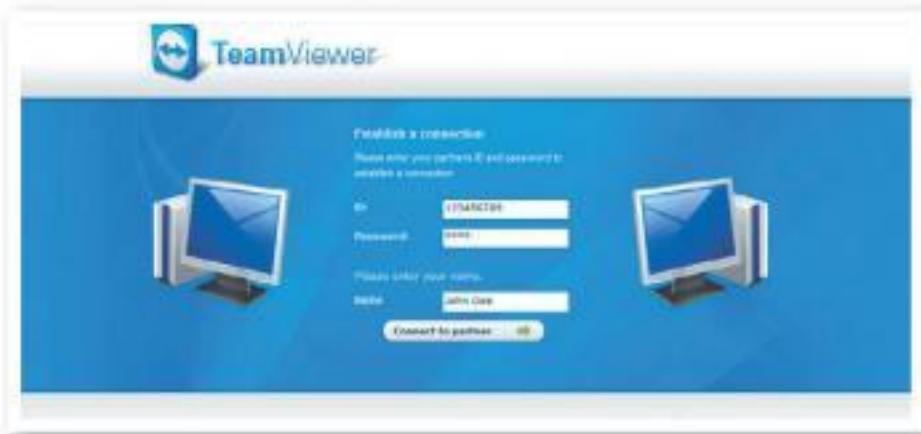 TeamViewer
Establish a connection
Please enter your partners ID and password to
establish a connection
ID
123456789
Password
****
Please enter your name.
Name
John Doe
Connect to partner